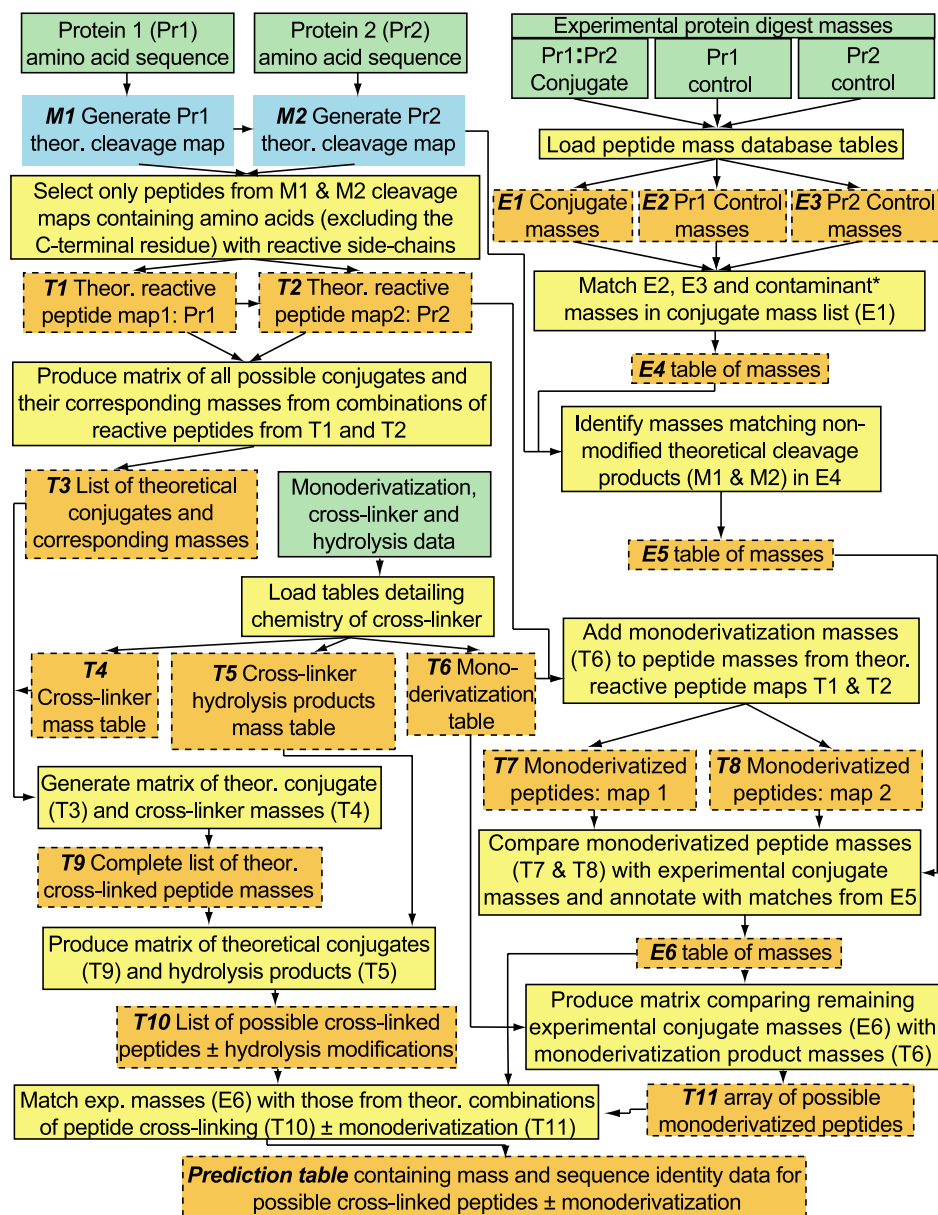 Protein 1 (Pr1)
amino acid sequence
Protein 2 (Pr2)
amino acid sequence
Experimental protein digest masses
Pr1:Pr2
Conjugate
Pr1
control
Pr2
control
M1 Generate Pr1
theor. cleavage map
M2 Generate Pr2
theor. cleavage map
Load peptide mass database tables
Select only peptides from M1 & M2 cleavage
maps containing amino acids (excluding the
C-terminal residue) with reactive side-chains
E1 Conjugate
masses
E2 Pr1 Control
masses
E3 Pr2 Control
masses
T1 Theor. reactive
peptide map1: Pr1
T2 Theor. reactive
peptide map2: Pr2
Match E2, E3 and contaminant*
masses in conjugate mass list (E1)
E4 table of masses
Produce matrix of all possible conjugates and
their corresponding masses from combinations of
reactive peptides from T1 and T2
Identify masses matching non-
modified theoretical cleavage
products (M1 & M2) in E4
T3 List of theoretical
conjugates and
corresponding masses
Monoderivatization,
cross-linker and
hydrolysis data
E5 table of masses
Load tables detailing
chemistry of cross-linker
T4
Cross-linker
mass table
T5 Cross-linker
hydrolysis products
mass table
T6 Mono-
derivatization
table
Add monoderivatization masses
(T6) to peptide masses from theor.
reactive peptide maps T1 & T2
T7 Monoderivatized
peptides: map 1
T8 Monoderivatized
peptides: map 2
Generate matrix of theor. conjugate
(T3) and cross-linker masses (T4)
Compare monoderivatized peptide masses
(T7 & T8) with experimental conjugate
masses and annotate with matches from E5
T9 Complete list of theor.
cross-linked peptide masses
E6 table of masses
Produce matrix of theoretical conjugates
(T9) and hydrolysis products (T5)
Produce matrix comparing remaining
experimental conjugate masses (E6) with
monoderivatization product masses (T6)
T10 List of possible cross-linked
peptides ± hydrolysis modifications
T11 array of possible
monoderivatized peptides
Match exp. masses (E6) with those from theor. combinations
of peptide cross-linking (T10) ± monoderivatization (T11)
Prediction table containing mass and sequence identity data for
possible cross-linked peptides ± monoderivatization